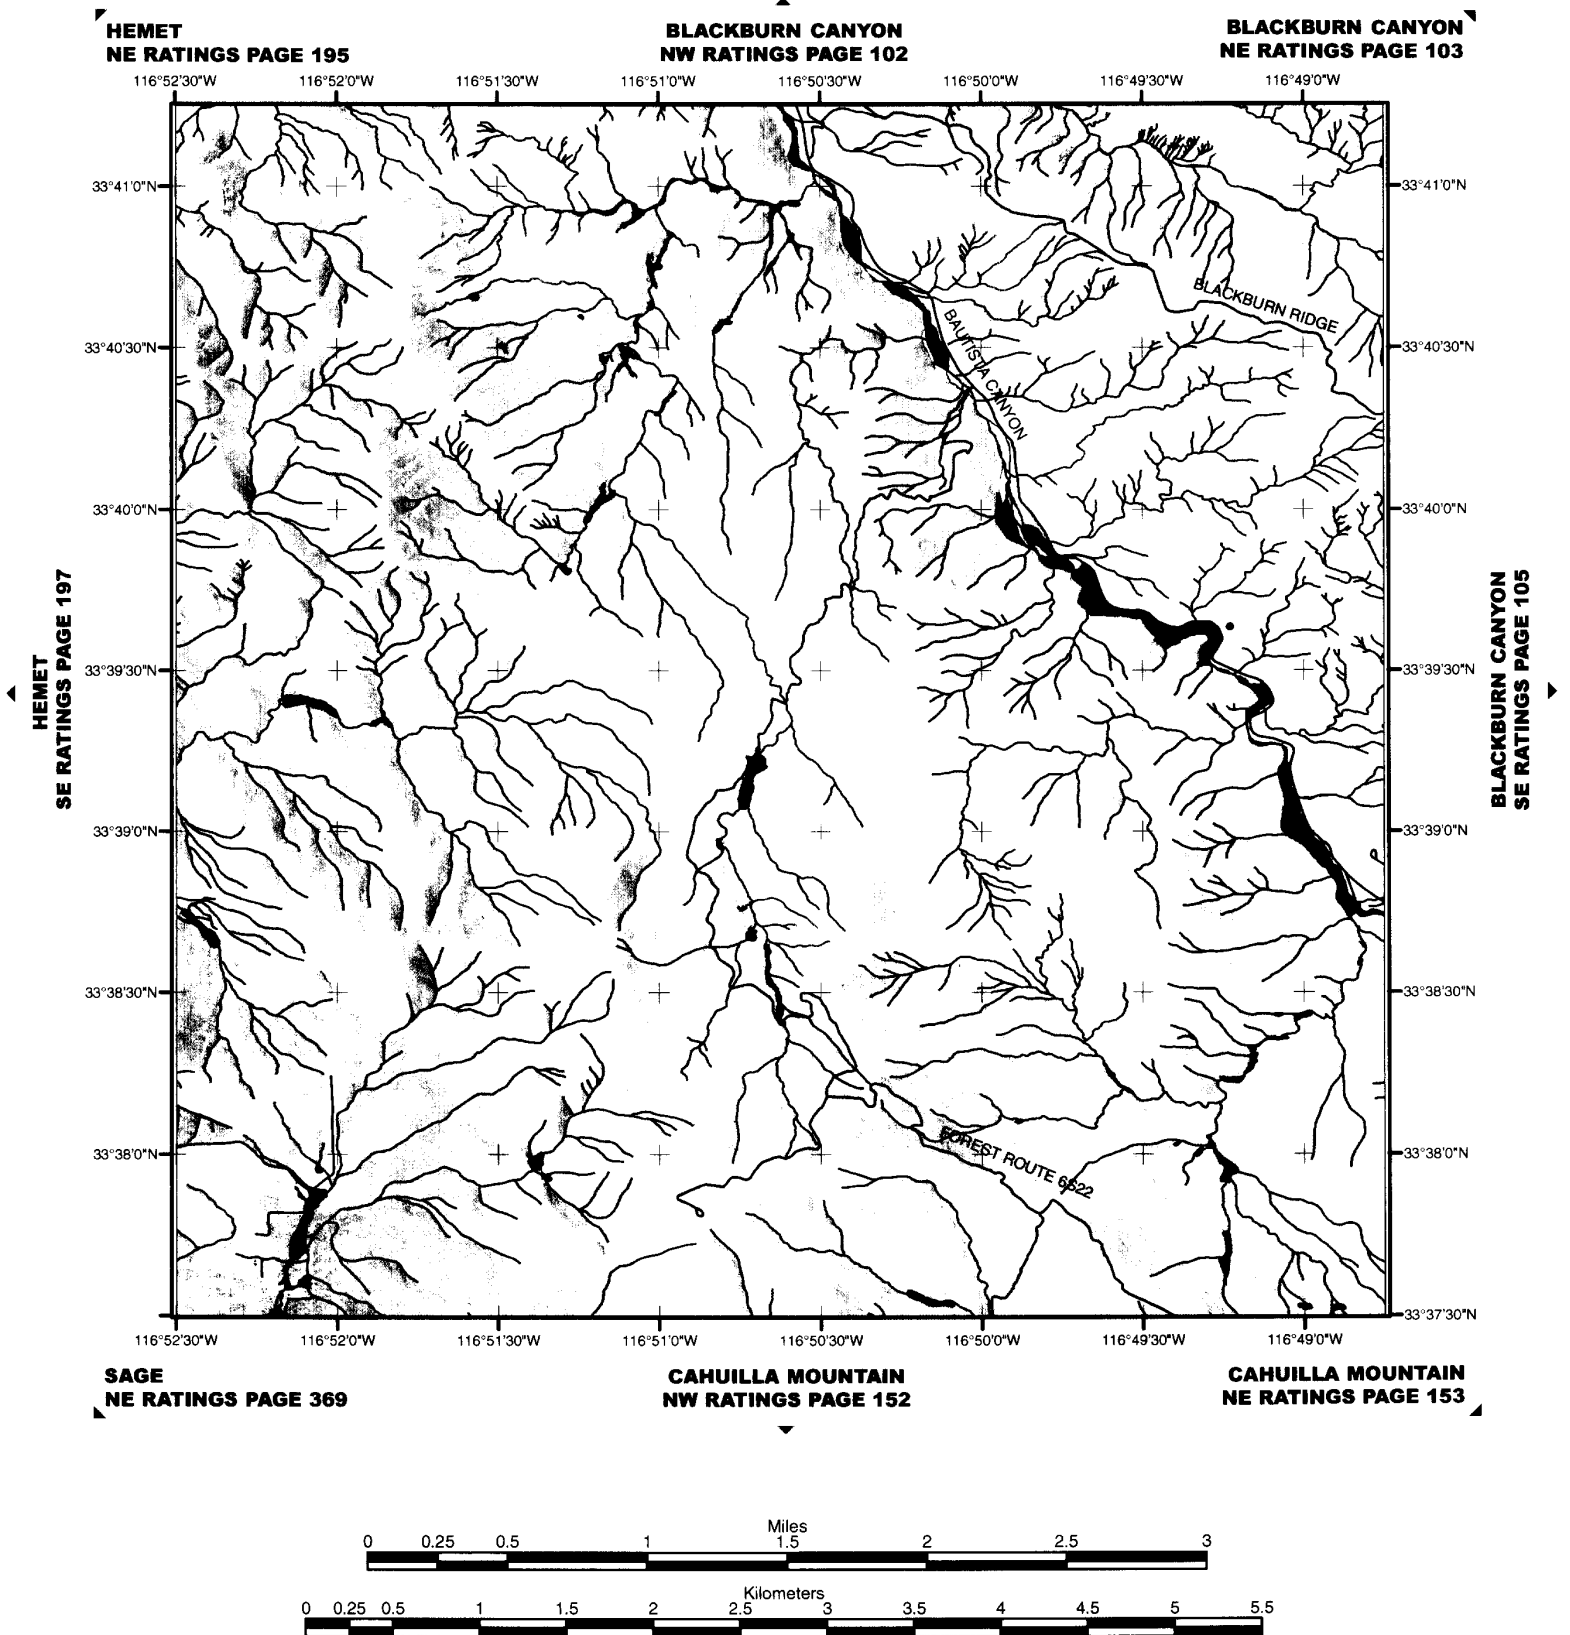 HEMET
NE RATINGS PAGE 195
BLACKBURN CANYON
NW RATINGS PAGE 102
BLACKBURN CANYON
NE RATINGS PAGE 103
116°52'30"W 116°52'0"W 116°51'30"W 116°51'0"W 116°50'30"W 116°50'0"W 116°49'30"W 116°49'0"W
33°41'0"N 33°41'0"N
BLACKBURN RIDGE
BAUTISTA CANYON
33°40'30"N 33°40'30"N
33°40'0"N 33°40'0"N
HEMET
SE RATINGS PAGE 197
BLACKBURN CANYON
SE RATINGS PAGE 105
33°39'30"N 33°39'30"N
33°39'0"N 33°39'0"N
33°38'30"N 33°38'30"N
33°38'0"N 33°38'0"N
FOREST ROUTE 6S22
33°37'30"N
116°52'30"W 116°52'0"W 116°51'30"W 116°51'0"W 116°50'30"W 116°50'0"W 116°49'30"W 116°49'0"W
SAGE
NE RATINGS PAGE 369
CAHUILLA MOUNTAIN
NW RATINGS PAGE 152
CAHUILLA MOUNTAIN
NE RATINGS PAGE 153
Miles
0 0.25 0.5 1 1.5 2 2.5 3
Kilometers
0 0.25 0.5 1 1.5 2 2.5 3 3.5 4 4.5 5 5.5